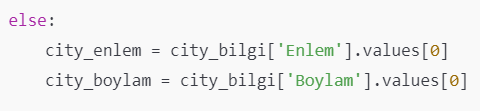 else:
    city_enlem = city_bilgi['Enlem'].values[0]
    city_boylam = city_bilgi['Boylam'].values[0]